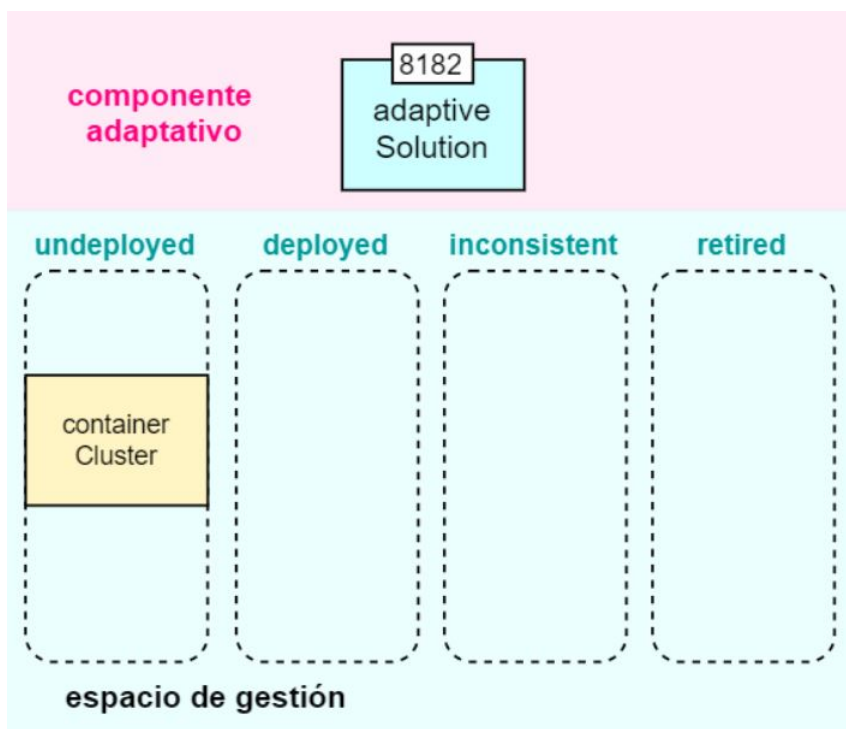 8182
componente
adaptativo
adaptive
Solution
undeployed
deployed
inconsistent
retired
container
Cluster
espacio de gestión